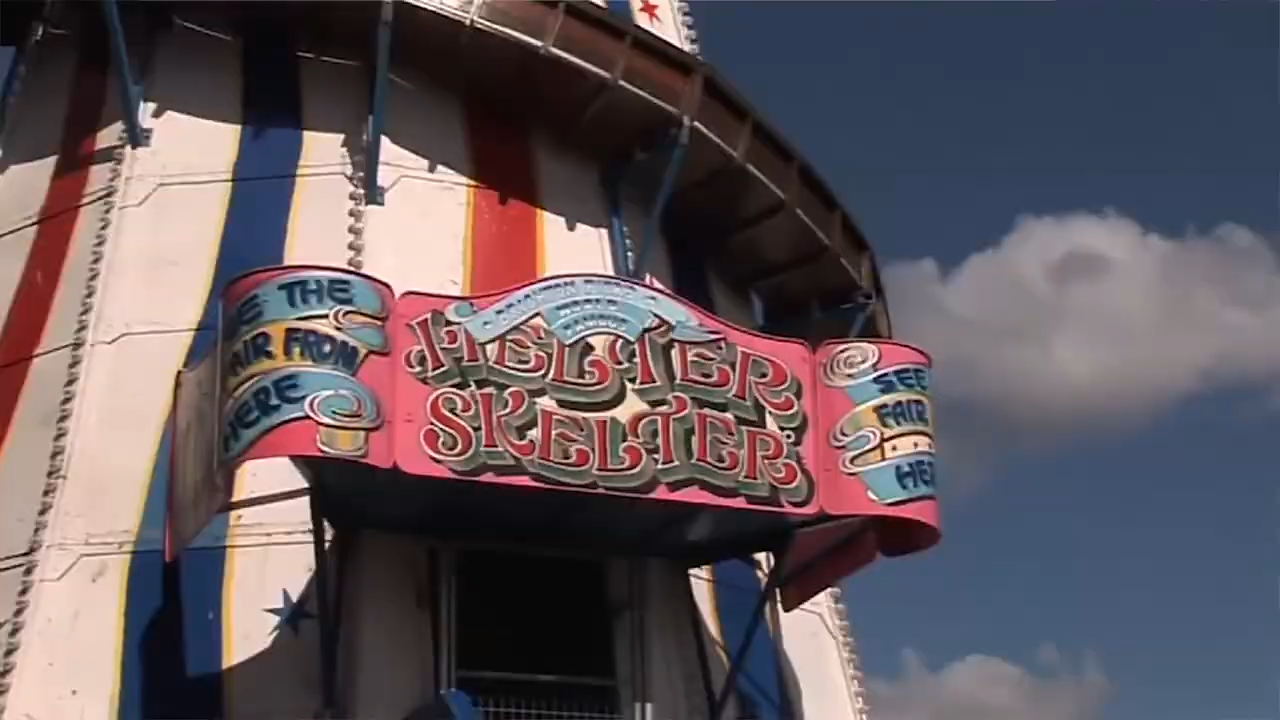 THE
FAIR FROM
HERE
HELTER
SKELTER
SEE
FAIR
HE